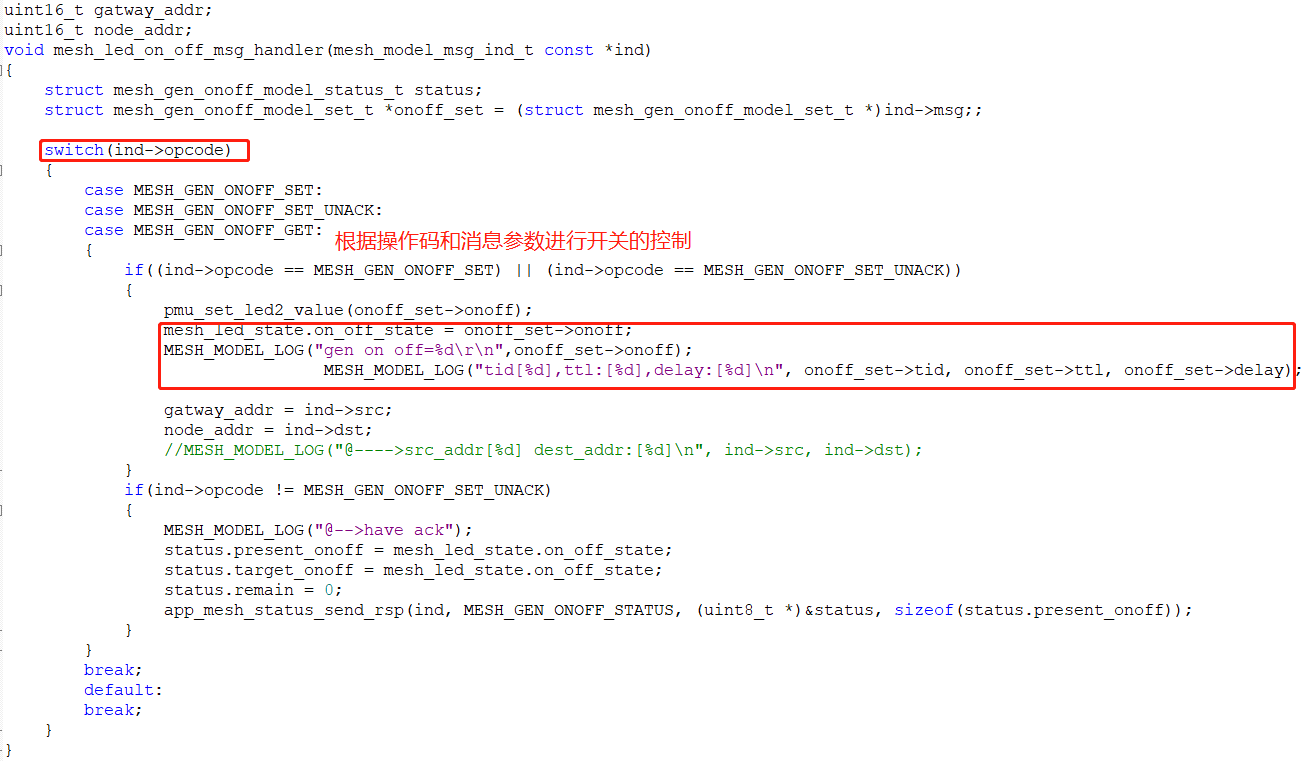 uint16_t gatway_addr;
uint16_t node_addr;
void mesh_led_on_off_msg_handler(mesh_model_msg_ind_t const *ind)
{
    struct mesh_gen_onoff_model_status_t status;
    struct mesh_gen_onoff_model_set_t *onoff_set = (struct mesh_gen_onoff_model_set_t *)ind->msg;;
    switch(ind->opcode)
    {
        case MESH_GEN_ONOFF_SET:
        case MESH_GEN_ONOFF_SET_UNACK:
        case MESH_GEN_ONOFF_GET: 根据操作码和消息参数进行开关的控制
        {
            if((ind->opcode == MESH_GEN_ONOFF_SET) || (ind->opcode == MESH_GEN_ONOFF_SET_UNACK))
            {
                pmu_set_led2_value(onoff_set->onoff);
                mesh_led_state.on_off_state = onoff_set->onoff;
                MESH_MODEL_LOG("gen on off=%d\r\n",onoff_set->onoff);
                                MESH_MODEL_LOG("tid[%d],ttl:[%d],delay:[%d]\n", onoff_set->tid, onoff_set->ttl, onoff_set->delay);
                gatway_addr = ind->src;
                node_addr = ind->dst;
                //MESH_MODEL_LOG("@---->src_addr[%d] dest_addr:[%d]\n", ind->src, ind->dst);
            }
            if(ind->opcode != MESH_GEN_ONOFF_SET_UNACK)
            {
                MESH_MODEL_LOG("@-->have ack");
                status.present_onoff = mesh_led_state.on_off_state;
                status.target_onoff = mesh_led_state.on_off_state;
                status.remain = 0;
                app_mesh_status_send_rsp(ind, MESH_GEN_ONOFF_STATUS, (uint8_t *)&status, sizeof(status.present_onoff));
            }
        }
        break;
        default:
        break;
    }
}